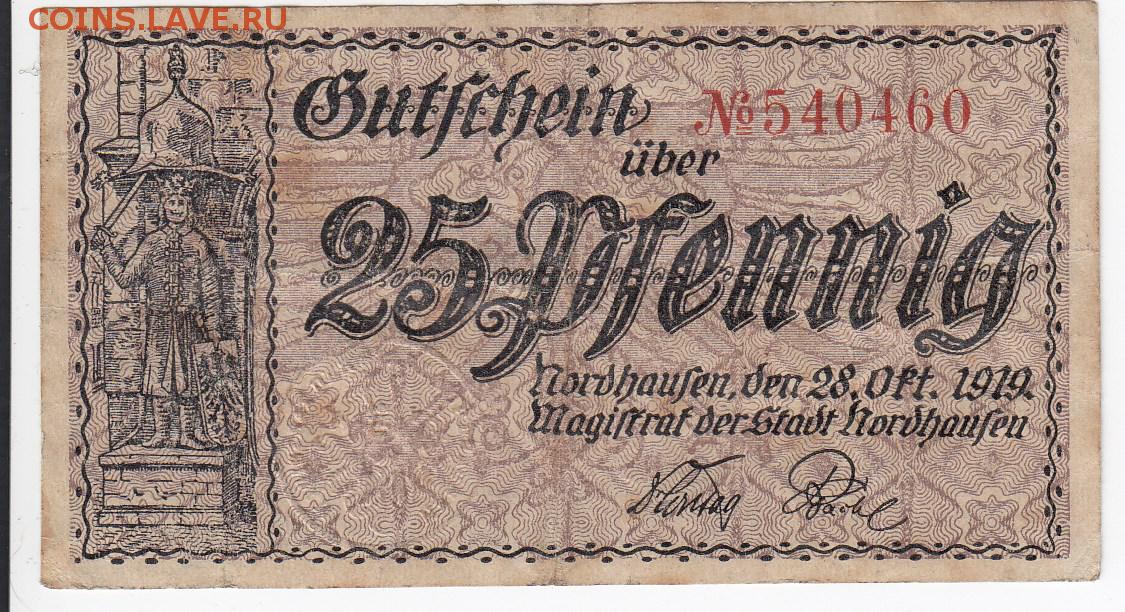 COINS.LAVE.RU
Gutschein
№540460
über
25 Pfennig
Nordhausen, den 28. Okt. 1919.
Magistrat der Stadt Nordhausen